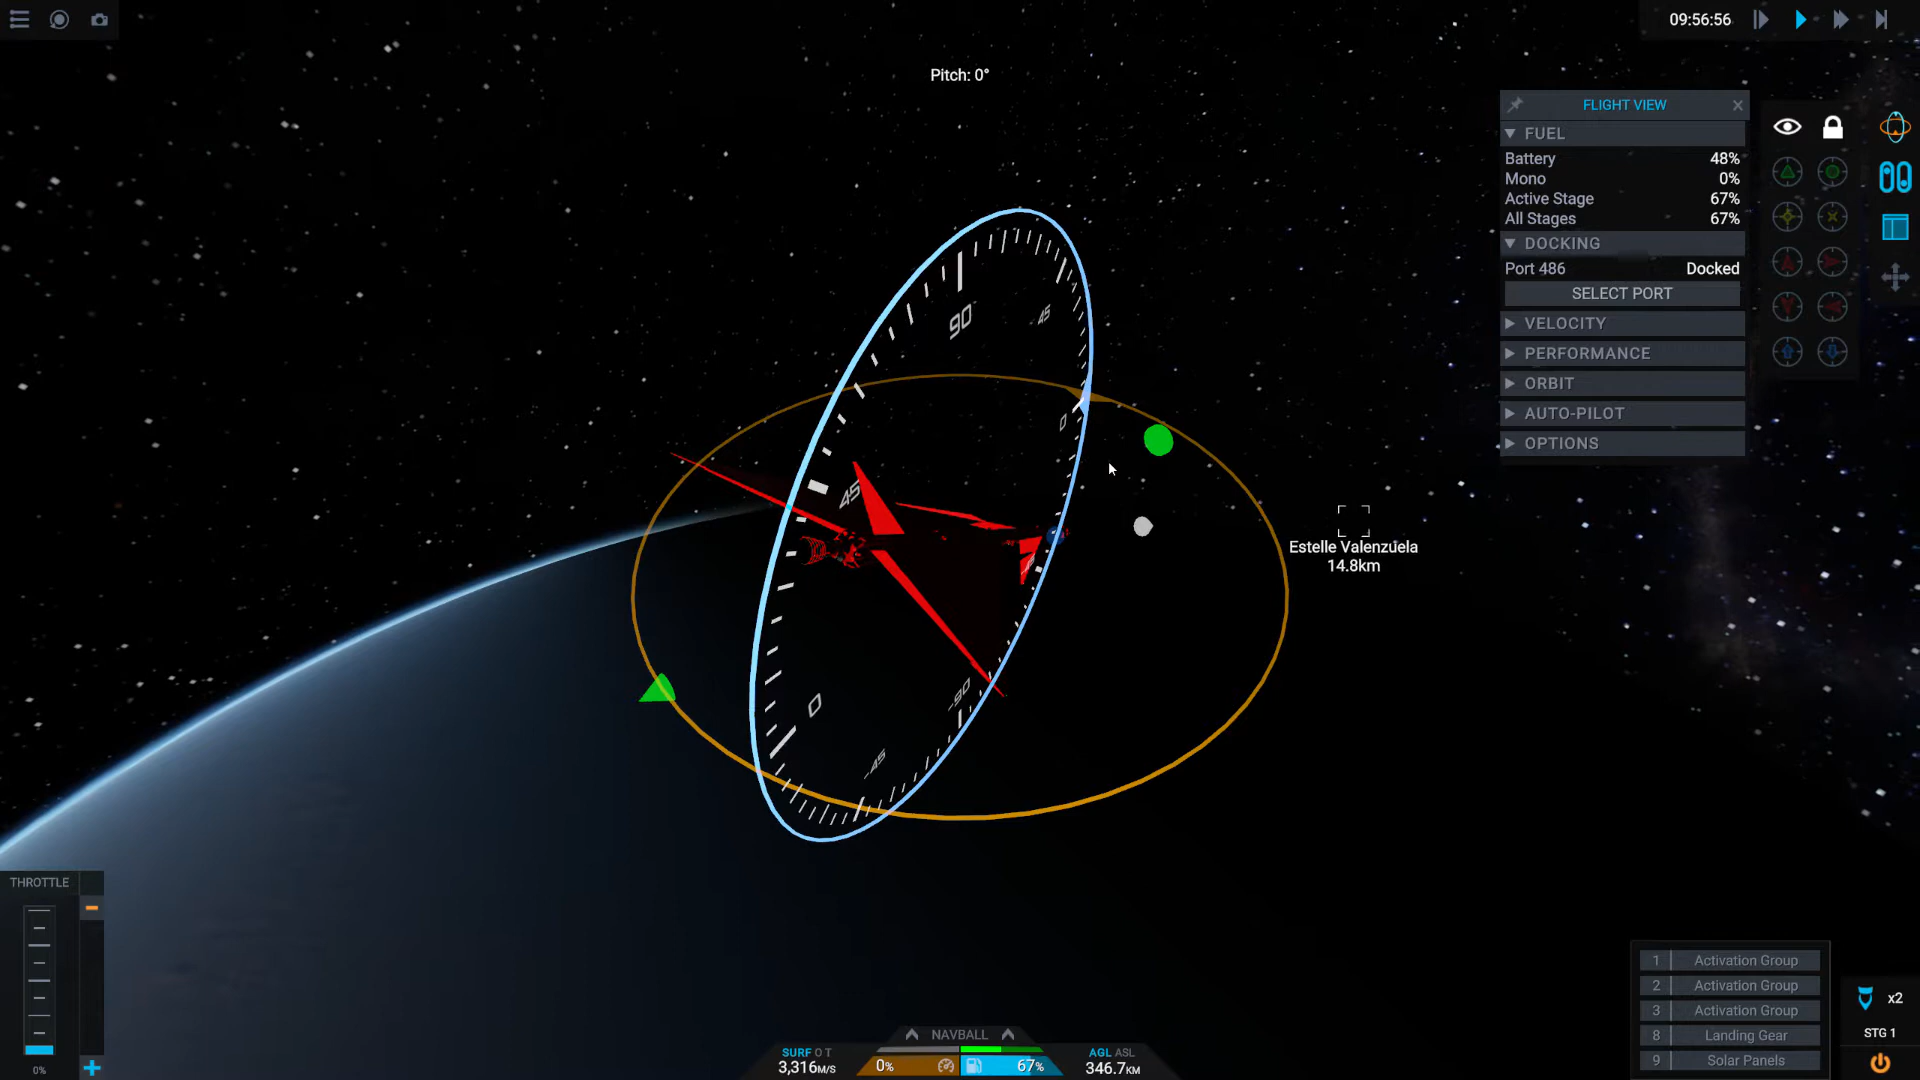 09:56:56
Pitch: 0°
FLIGHT VIEW
FUEL
Battery 48%
Mono 0%
Active Stage 67%
All Stages 67%
DOCKING
Port 486 Docked
SELECT PORT
VELOCITY
PERFORMANCE
ORBIT
AUTO-PILOT
OPTIONS
90
45
0
45
0
-90
-45
Estelle Valenzuela
14.8km
THROTTLE
0%
NAVBALL
SURF O T
3,316M/S
0%
67%
AGL ASL
346.7KM
1 Activation Group
2 Activation Group
3 Activation Group
8 Landing Gear
9 Solar Panels
x2
STG 1